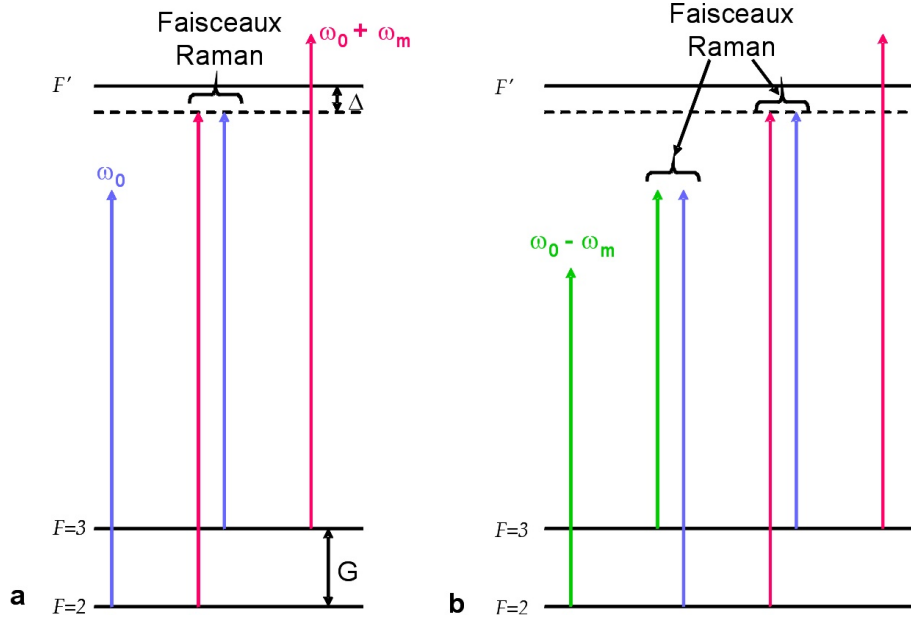 Faisceaux
Raman
ω0 + ωm
F'
Δ
ω0
F=3
G
F=2
a
Faisceaux
Raman
F'
ω0 - ωm
F=3
F=2
b